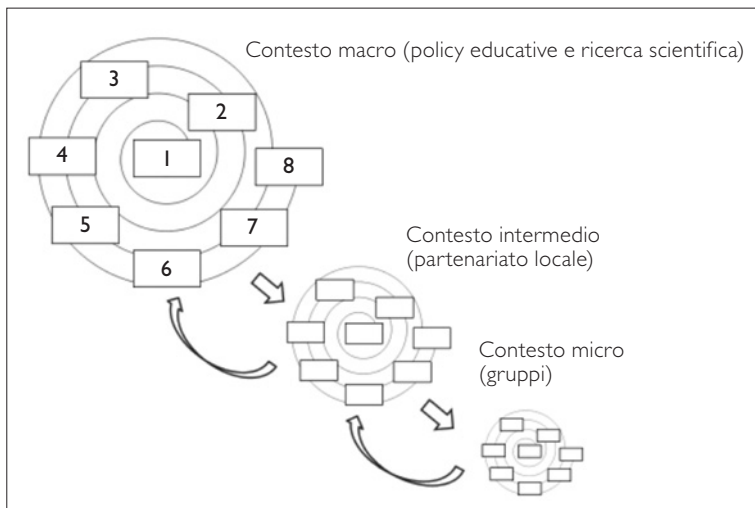 Contesto macro (policy educative e ricerca scientifica)
3
2
4
1
8
5
7
6
Contesto intermedio
(partenariato locale)
Contesto micro
(gruppi)